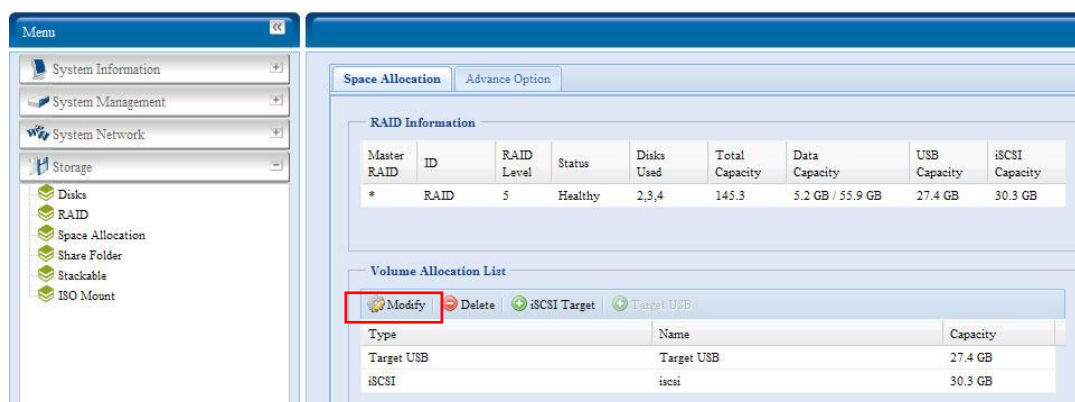 Menu
System Information
System Management
System Network
Storage
Disks
RAID
Space Allocation
Share Folder
Stackable
ISO Mount
Space Allocation Advance Option
RAID Information
Master RAID ID RAID Level Status Disks Used Total Capacity Data Capacity USB Capacity iSCSI Capacity
* RAID 5 Healthy 2,3,4 145.3 5.2 GB / 55.9 GB 27.4 GB 30.3 GB
Volume Allocation List
Modify Delete iSCSI Target Target USB
Type Name Capacity
Target USB Target USB 27.4 GB
iSCSI iscsi 30.3 GB